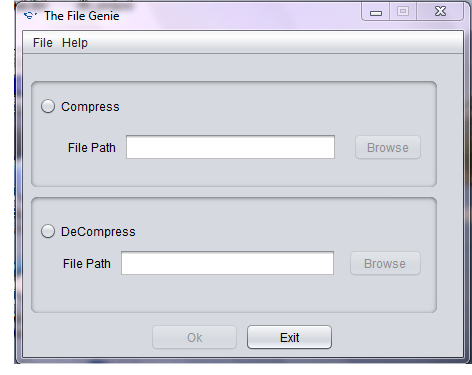 The File Genie
File Help
Compress
File Path Browse
DeCompress
File Path Browse
Ok Exit